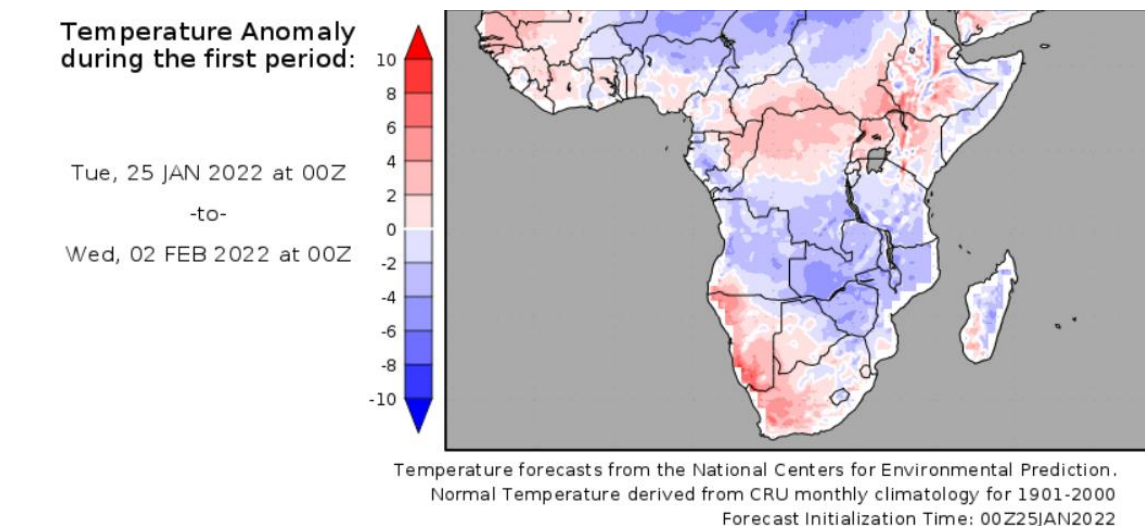 Temperature Anomaly
during the first period:
Tue, 25 JAN 2022 at 00Z
-to-
Wed, 02 FEB 2022 at 00Z
10
8
6
4
2
0
-2
-4
-6
-8
-10
Temperature forecasts from the National Centers for Environmental Prediction.
Normal Temperature derived from CRU monthly climatology for 1901-2000
Forecast Initialization Time: 00Z25JAN2022